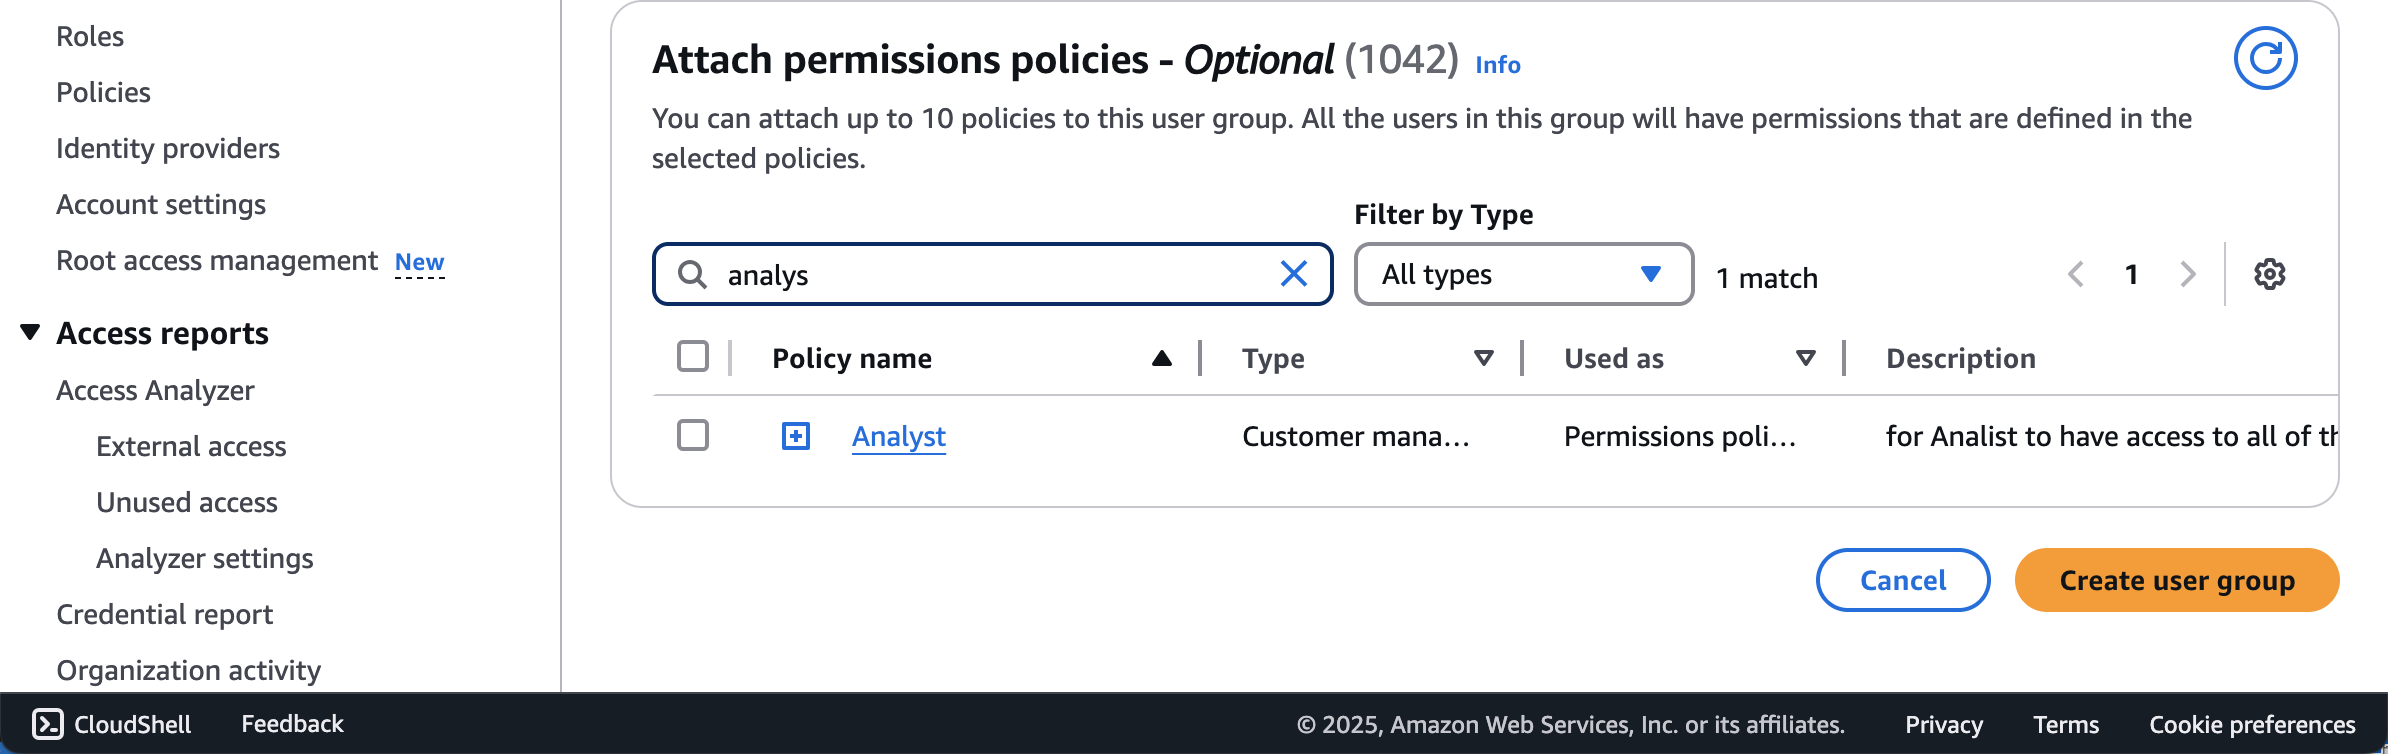 Roles
Policies
Identity providers
Account settings
Root access management New
Access reports
Access Analyzer
External access
Unused access
Analyzer settings
Credential report
Organization activity
Attach permissions policies - Optional (1042) Info
You can attach up to 10 policies to this user group. All the users in this group will have permissions that are defined in the
selected policies.
Filter by Type
analys
All types
1 match
1
Policy name
Type
Used as
Description
Analyst
Customer mana...
Permissions poli...
for Analist to have access to all of
Cancel
Create user group
CloudShell
Feedback
© 2025, Amazon Web Services, Inc. or its affiliates.
Privacy
Terms
Cookie preferences